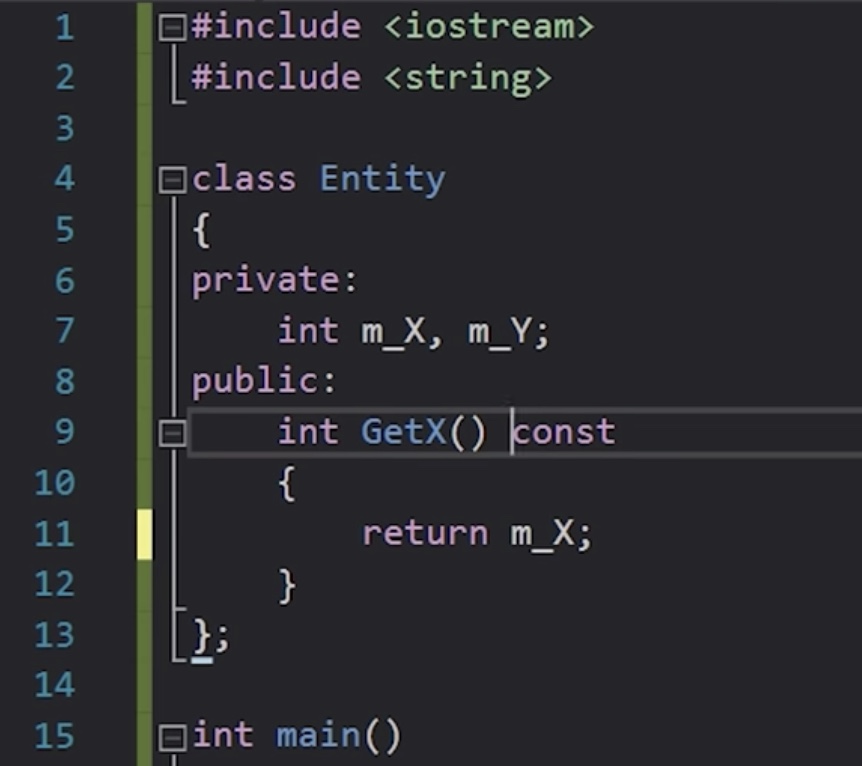 1 #include <iostream>
2 #include <string>
3
4 class Entity
5 {
6 private:
7     int m_X, m_Y;
8 public:
9     int GetX() const
10     {
11         return m_X;
12     }
13 };
14
15 int main()